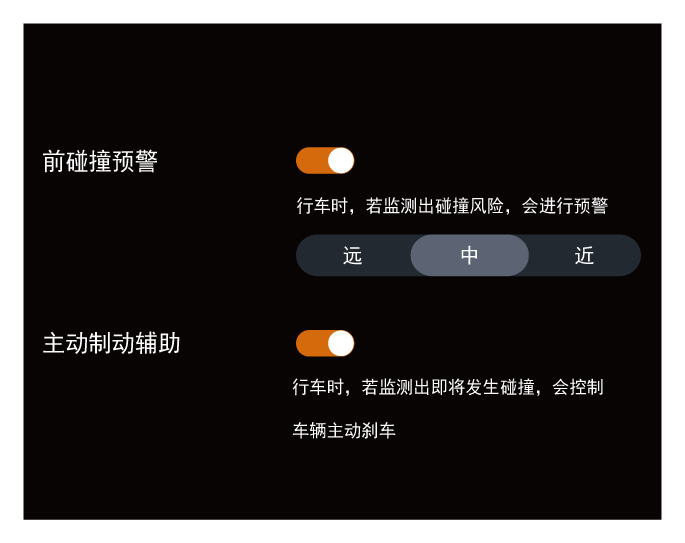 前碰撞预警
行车时，若监测出碰撞风险，会进行预警
远 中 近
主动制动辅助
行车时，若监测出即将发生碰撞，会控制
车辆主动刹车